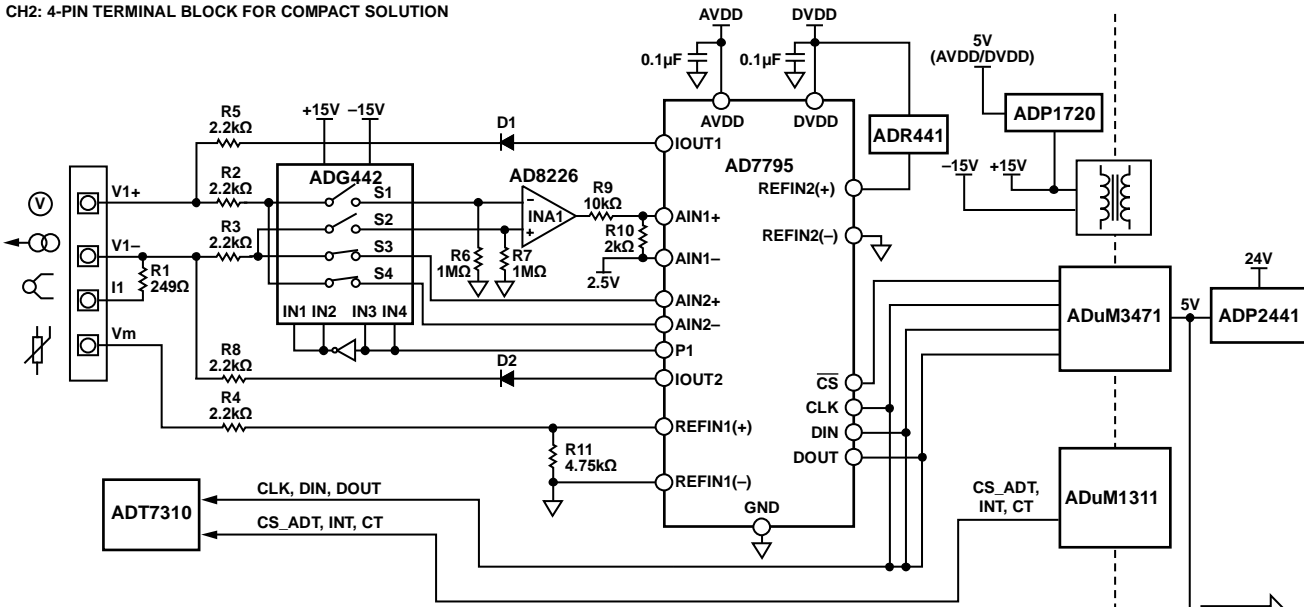 CH2: 4-PIN TERMINAL BLOCK FOR COMPACT SOLUTION
AVDD
DVDD
0.1µF
0.1µF
5V
(AVDD/DVDD)
ADP1720
–15V
+15V
R5
2.2kΩ
+15V
–15V
D1
AVDD
DVDD
IOUT1
ADR441
AD7795
REFIN2(+)
REFIN2(–)
R2
2.2kΩ
ADG442
S1
S2
S3
S4
IN1
IN2
IN3
IN4
AD8226
INA1
–
+
R9
10kΩ
R10
2kΩ
AIN1+
AIN1–
2.5V
R6
1MΩ
R7
1MΩ
V
V1+
V1–
I1
Vm
R3
2.2kΩ
R1
249Ω
AIN2+
AIN2–
P1
IOUT2
D2
R8
2.2kΩ
R4
2.2kΩ
REFIN1(+)
R11
4.75kΩ
REFIN1(–)
GND
CS
CLK
DIN
DOUT
ADuM3471
5V
24V
ADP2441
ADuM1311
CS_ADT,
INT, CT
ADT7310
CLK, DIN, DOUT
CS_ADT, INT, CT